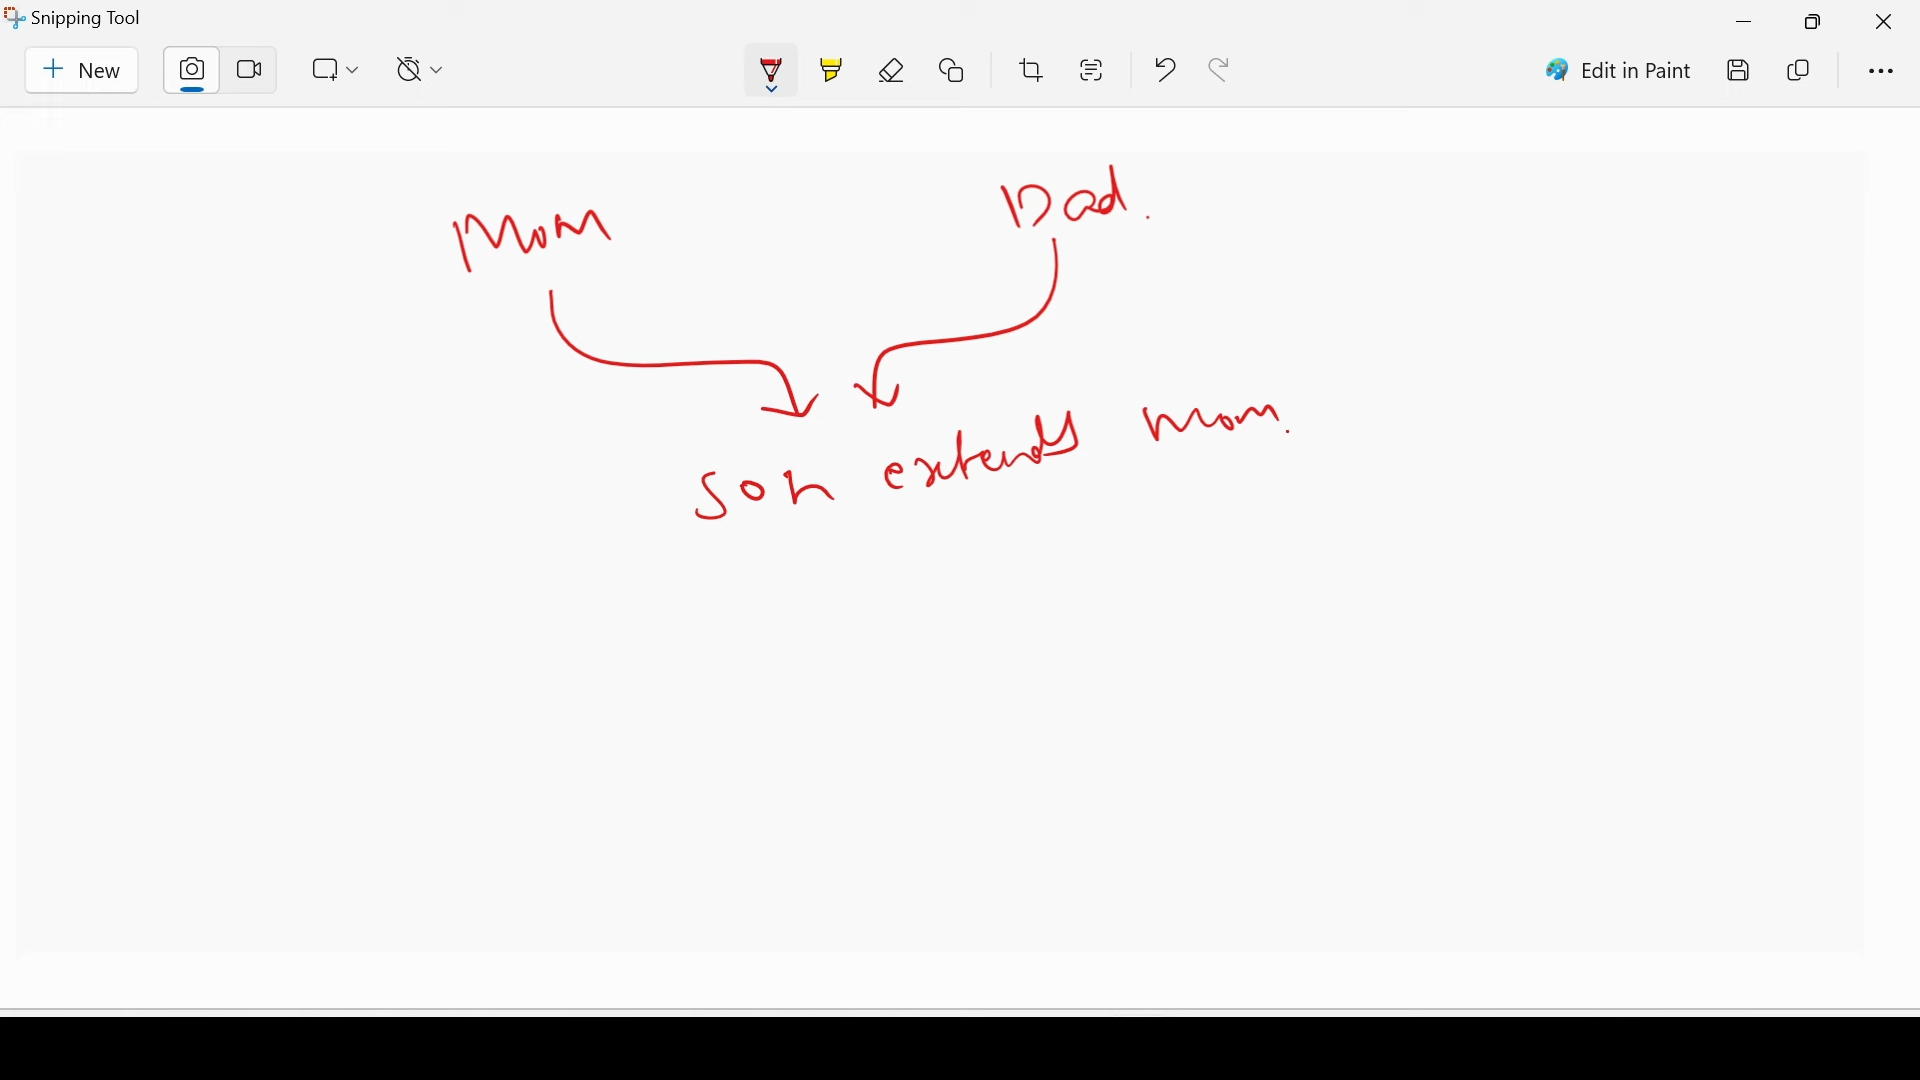 Snipping Tool
New
Edit in Paint
Mom
Dad.
Son extends Mom.